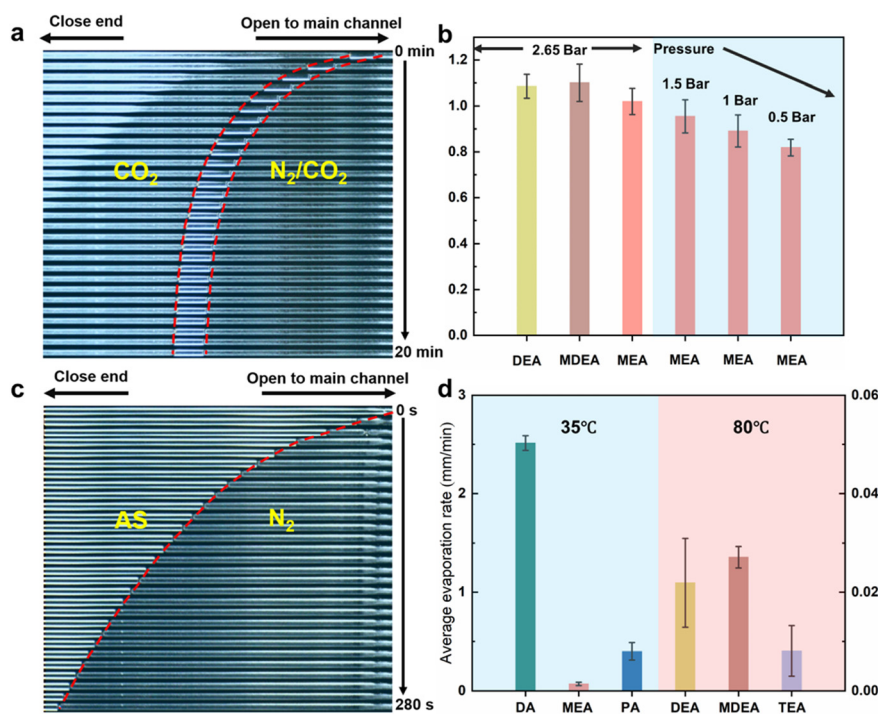 a
Close end
Open to main channel
0 min
CO₂
N₂/CO₂
20 min
b
2.65 Bar
Pressure
1.5 Bar
1 Bar
0.5 Bar
1.2
1.0
0.8
0.6
0.4
0.2
0.0
DEA MDEA MEA MEA MEA MEA
c
Close end
Open to main channel
0 s
AS
N₂
280 s
d
Average evaporation rate (mm/min)
35℃
80℃
3
2
1
0
0.06
0.04
0.02
0.00
DA MEA PA DEA MDEA TEA